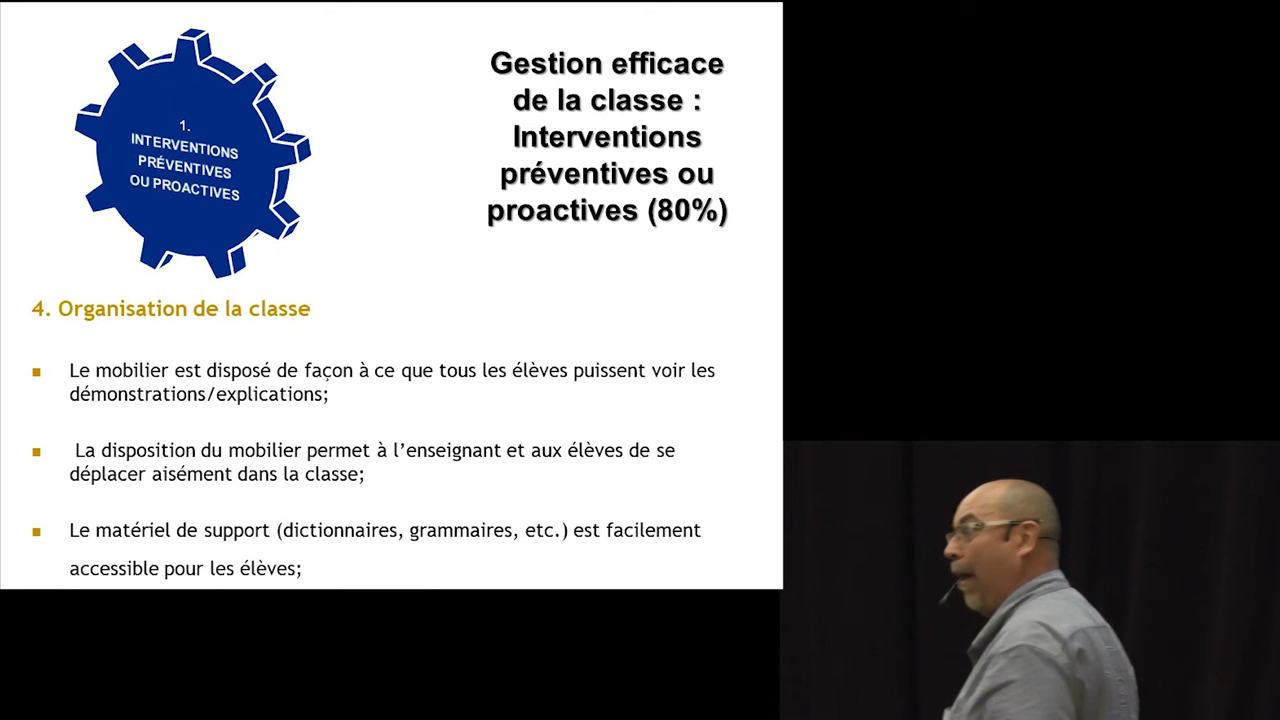 1.
INTERVENTIONS
PRÉVENTIVES
OU PROACTIVES
Gestion efficace
de la classe :
Interventions
préventives ou
proactives (80%)
4. Organisation de la classe
Le mobilier est disposé de façon à ce que tous les élèves puissent voir les
démonstrations/explications;
La disposition du mobilier permet à l’enseignant et aux élèves de se
déplacer aisément dans la classe;
Le matériel de support (dictionnaires, grammaires, etc.) est facilement
accessible pour les élèves;